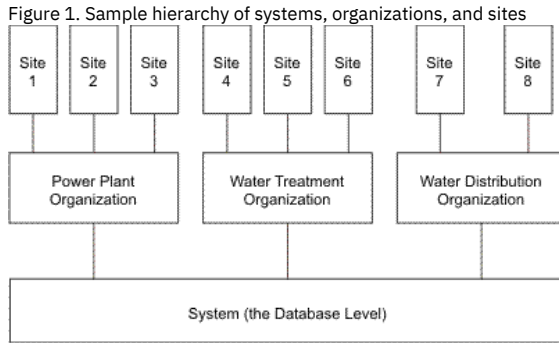 Figure 1. Sample hierarchy of systems, organizations, and sites
Site
1
Site
2
Site
3
Site
4
Site
5
Site
6
Site
7
Site
8
Power Plant
Organization
Water Treatment
Organization
Water Distribution
Organization
System (the Database Level)